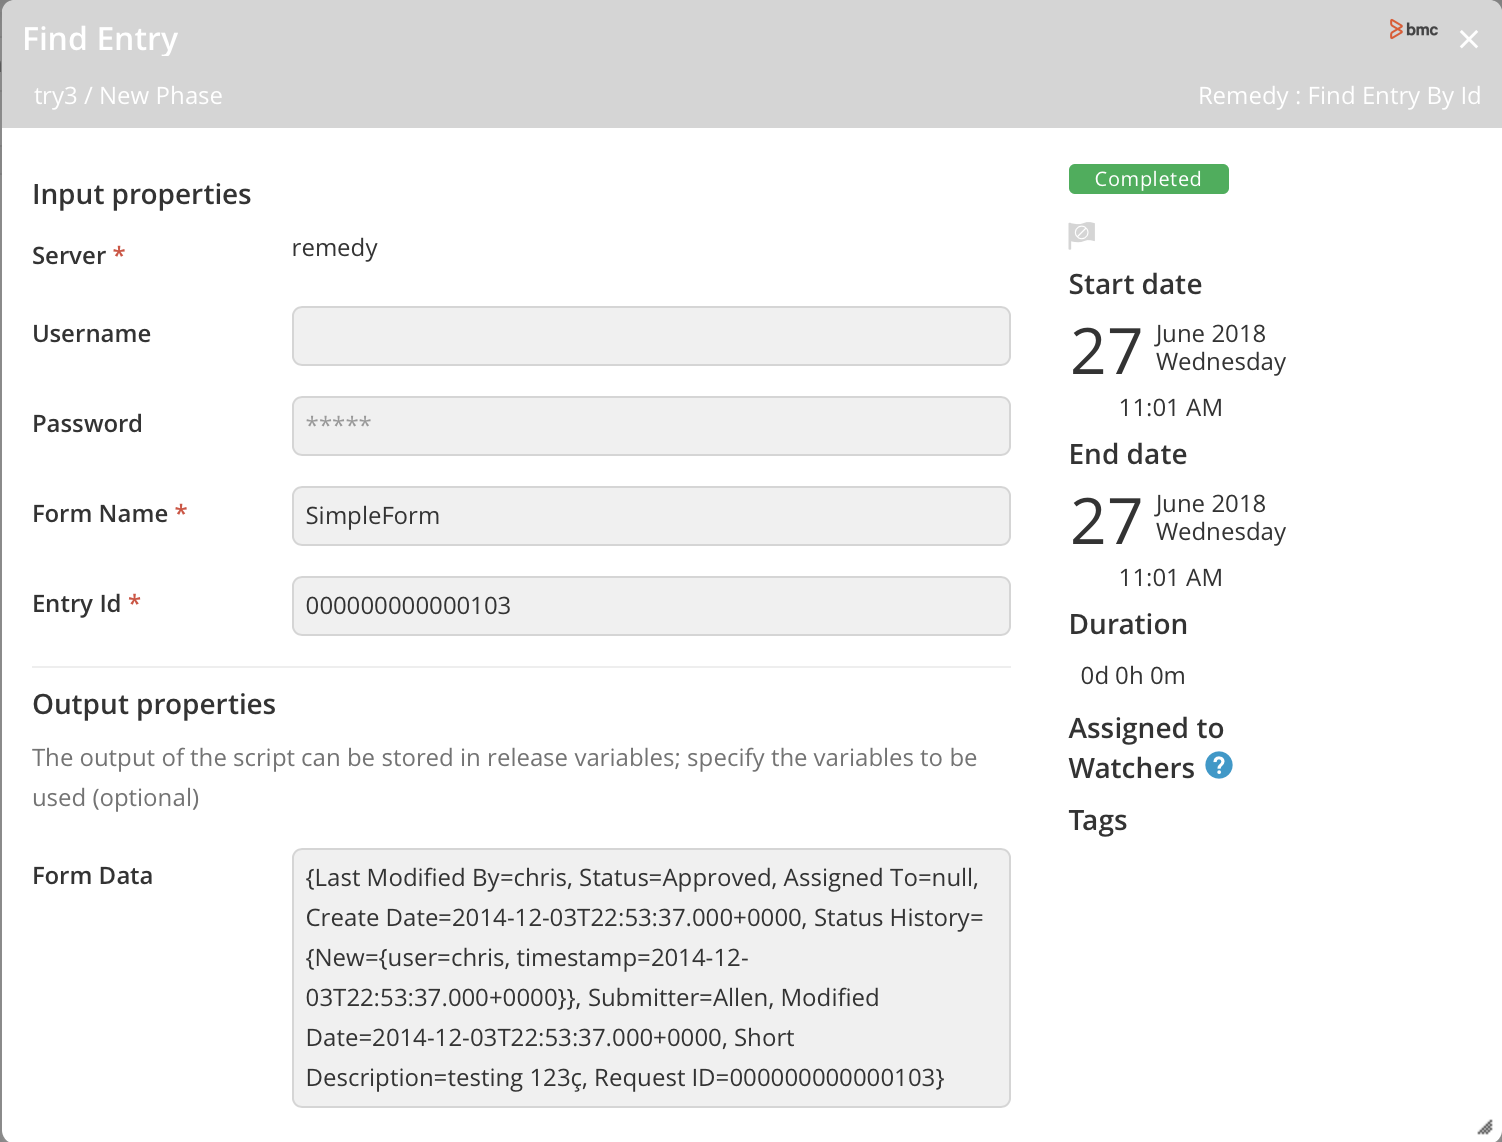 Find Entry
bmc
try3 / New Phase
Remedy : Find Entry By Id
Input properties
Server *
remedy
Username
Password
*****
Form Name *
SimpleForm
Entry Id *
000000000000103
Output properties
The output of the script can be stored in release variables; specify the variables to be
used (optional)
Form Data
{Last Modified By=chris, Status=Approved, Assigned To=null,
Create Date=2014-12-03T22:53:37.000+0000, Status History=
{New={user=chris, timestamp=2014-12-
03T22:53:37.000+0000}}, Submitter=Allen, Modified
Date=2014-12-03T22:53:37.000+0000, Short
Description=testing 123ç, Request ID=000000000000103}
Completed
Start date
27
June 2018
Wednesday
11:01 AM
End date
27
June 2018
Wednesday
11:01 AM
Duration
0d 0h 0m
Assigned to
Watchers ?
Tags